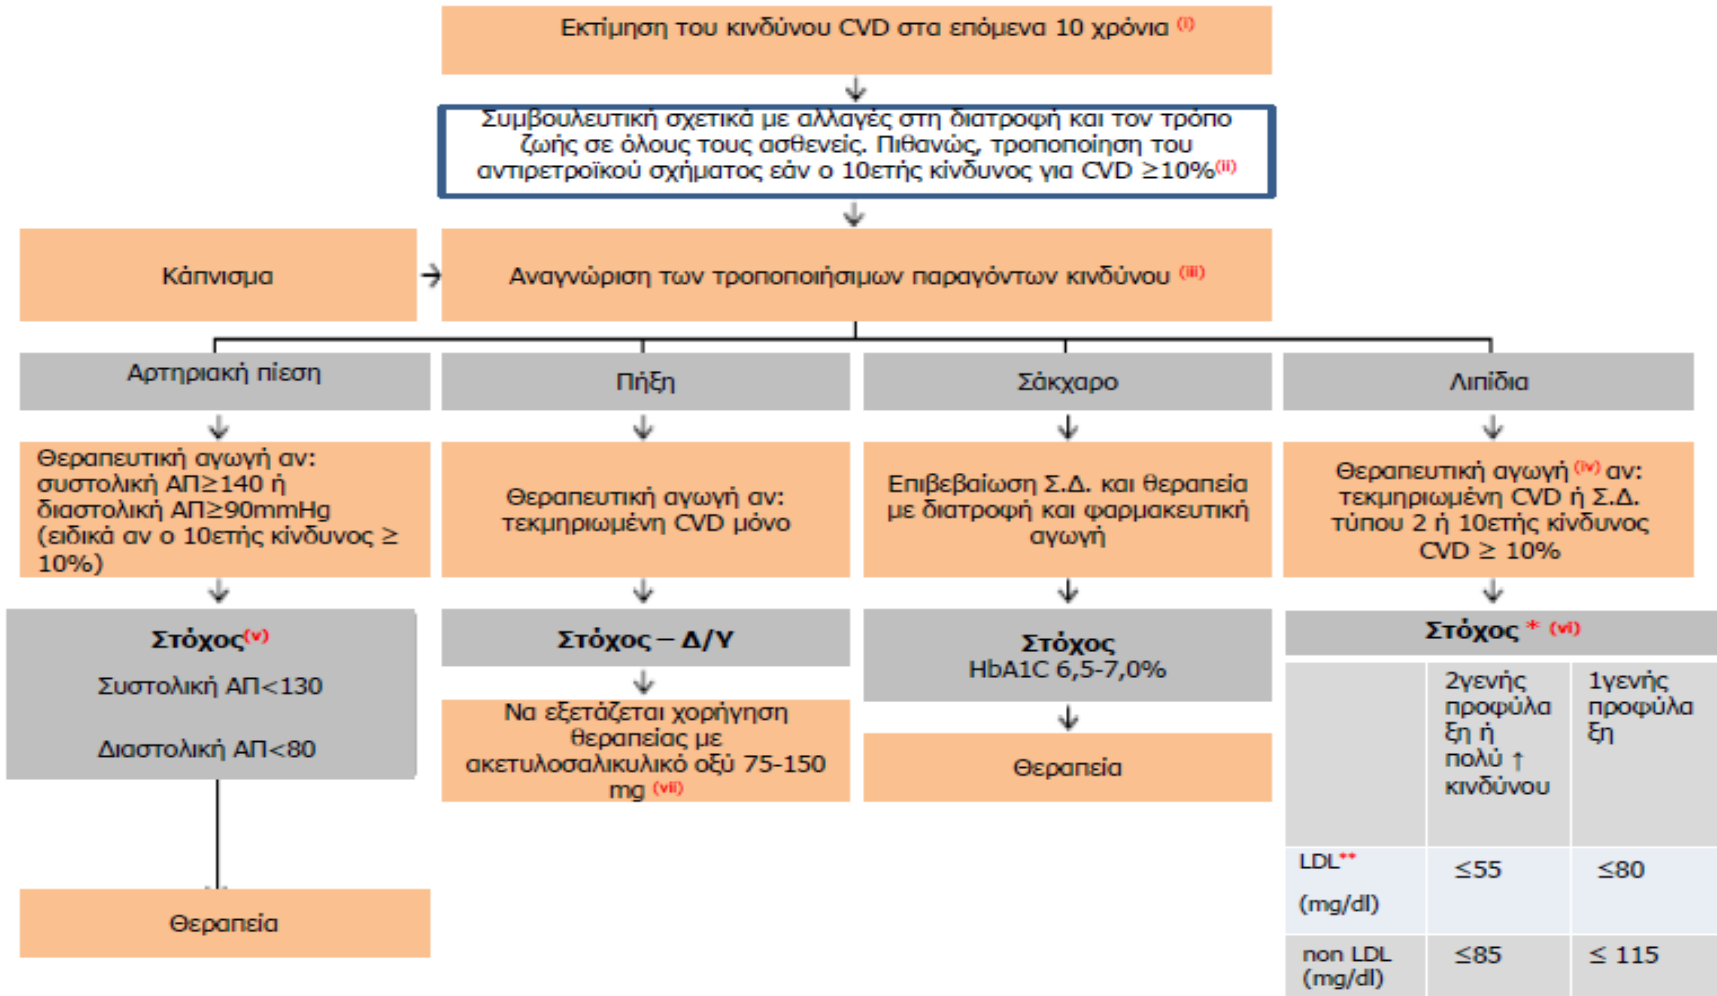 Εκτίμηση του κινδύνου CVD στα επόμενα 10 χρόνια (i)
Συμβουλευτική σχετικά με αλλαγές στη διατροφή και τον τρόπο
ζωής σε όλους τους ασθενείς. Πιθανώς, τροποποίηση του
αντιρετροϊκού σχήματος εάν ο 10ετής κίνδυνος για CVD ≥10%(ii)
Κάπνισμα
Αναγνώριση των τροποποιήσιμων παραγόντων κινδύνου (iii)
Αρτηριακή πίεση
Πήξη
Σάκχαρο
Λιπίδια
Θεραπευτική αγωγή αν:
συστολική ΑΠ≥140 ή
διαστολική ΑΠ≥90mmHg
(ειδικά αν ο 10ετής κίνδυνος ≥
10%)
Θεραπευτική αγωγή αν:
τεκμηριωμένη CVD μόνο
Επιβεβαίωση Σ.Δ. και θεραπεία
με διατροφή και φαρμακευτική
αγωγή
Θεραπευτική αγωγή (iv) αν:
τεκμηριωμένη CVD ή Σ.Δ.
τύπου 2 ή 10ετής κίνδυνος
CVD ≥ 10%
Στόχος(v)
Συστολική ΑΠ<130
Διαστολική ΑΠ<80
Θεραπεία
Στόχος – Δ/Υ
Να εξετάζεται χορήγηση
θεραπείας με
ακετυλοσαλικυλικό οξύ 75-150
mg (vii)
Στόχος
HbA1C 6,5-7,0%
Θεραπεία
Στόχος * (vi)
2γενής
προφύλα
ξη ή
πολύ ↑
κινδύνου
1γενής
προφύλα
ξη
LDL**
(mg/dl)
≤55
≤80
non LDL
(mg/dl)
≤85
≤ 115